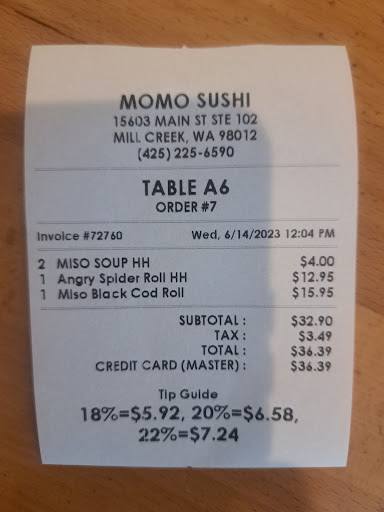 MOMO SUSHI
15603 MAIN ST STE 102
MILL CREEK, WA 98012
(425) 225-6590
TABLE A6
ORDER #7
Invoice #72760 Wed, 6/14/2023 12:04 PM
2 MISO SOUP HH $4.00
1 Angry Spider Roll HH $12.95
1 Miso Black Cod Roll $15.95
SUBTOTAL : $32.90
TAX : $3.49
TOTAL : $36.39
CREDIT CARD (MASTER) : $36.39
Tip Guide
18%=$5.92, 20%=$6.58,
22%=$7.24